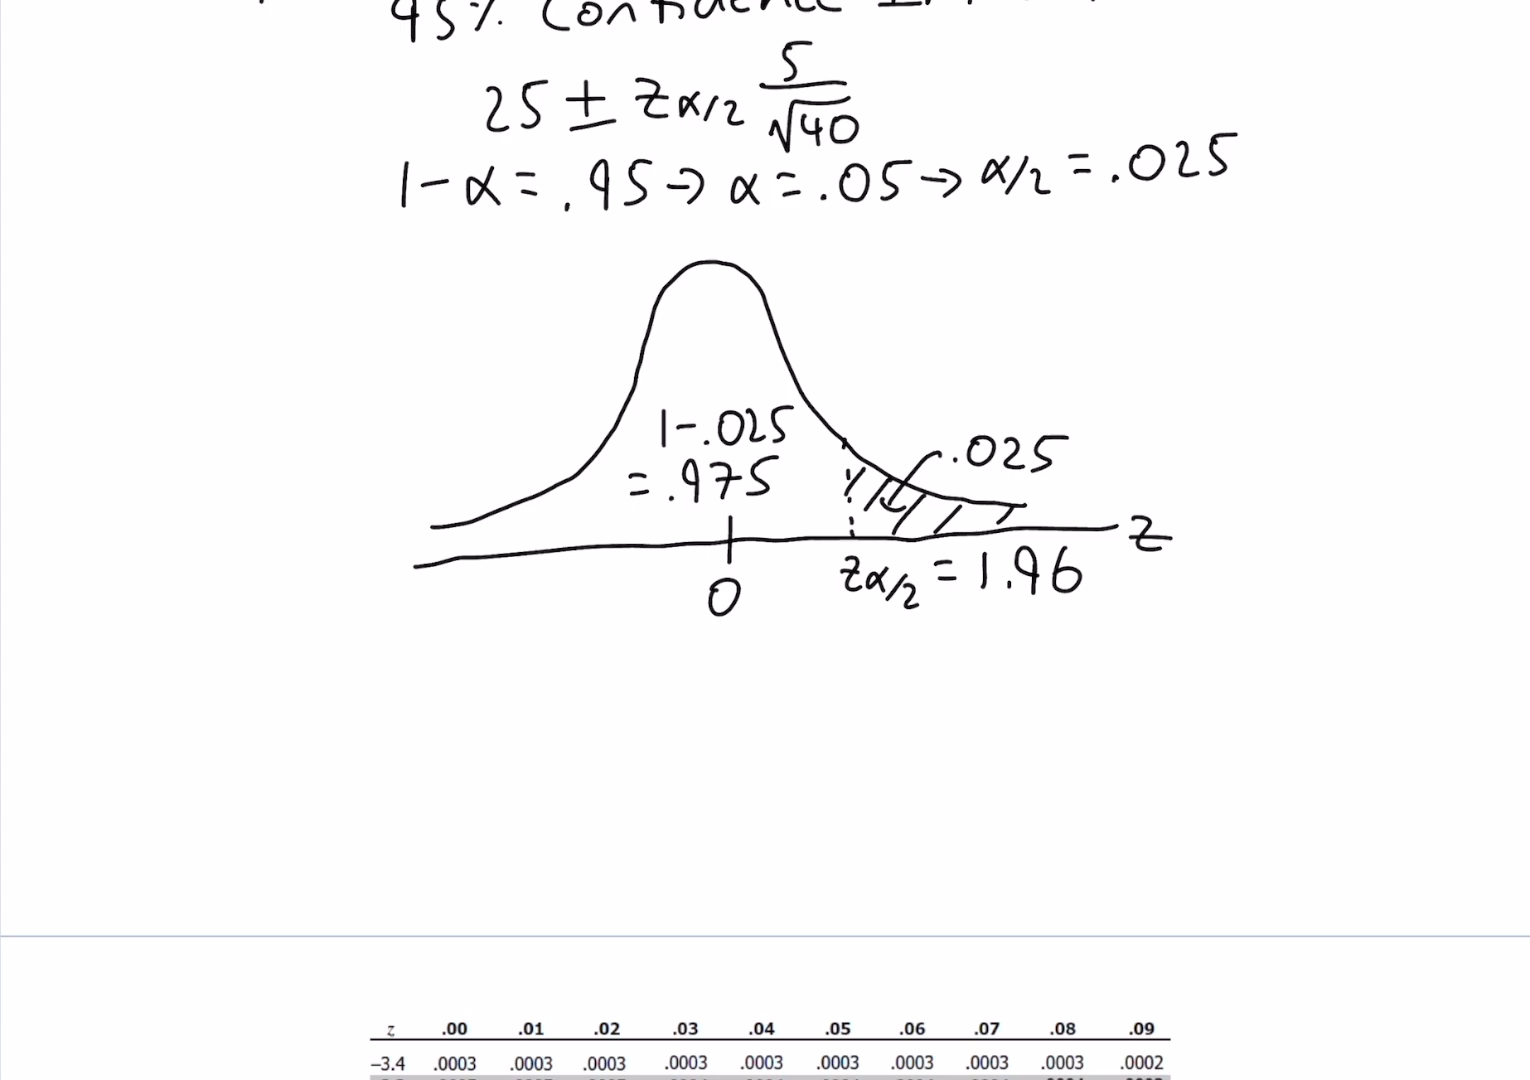 95% Confidence
25 ± zα/2 5/√40
1-α=.95→α=.05→α/2=.025
1-.025
=.975
.025
z
0
zα/2=1.96
z .00 .01 .02 .03 .04 .05 .06 .07 .08 .09
−3.4 .0003 .0003 .0003 .0003 .0003 .0003 .0003 .0003 .0003 .0002